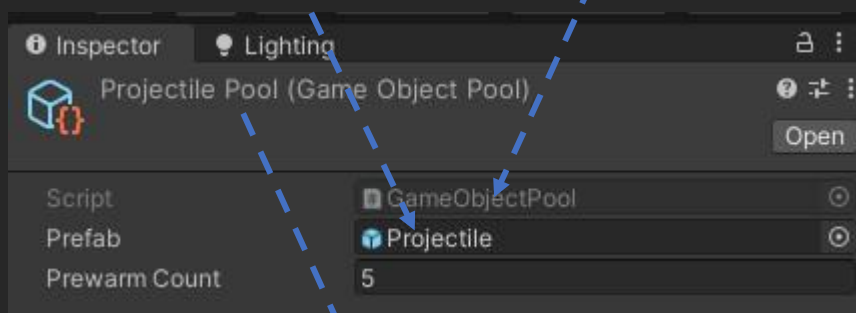 Inspector Lighting
Projectile Pool (Game Object Pool)
Open
Script GameObjectPool
Prefab Projectile
Prewarm Count 5